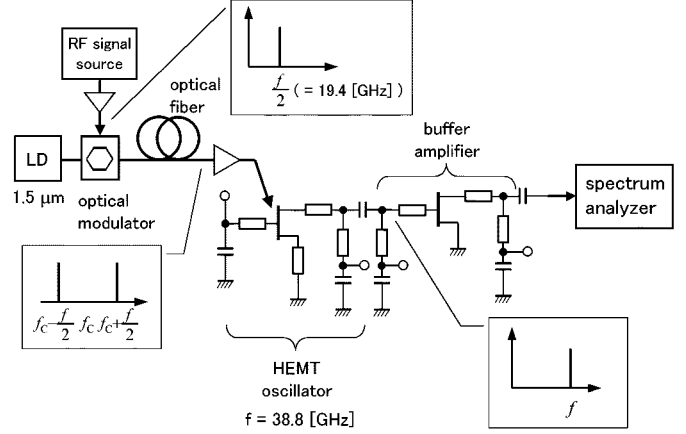 RF signal
source
f/2 ( = 19.4 [GHz] )
optical
fiber
LD
1.5 μm
optical
modulator
buffer
amplifier
spectrum
analyzer
fC−f/2 fC fC+f/2
HEMT
oscillator
f = 38.8 [GHz]
f